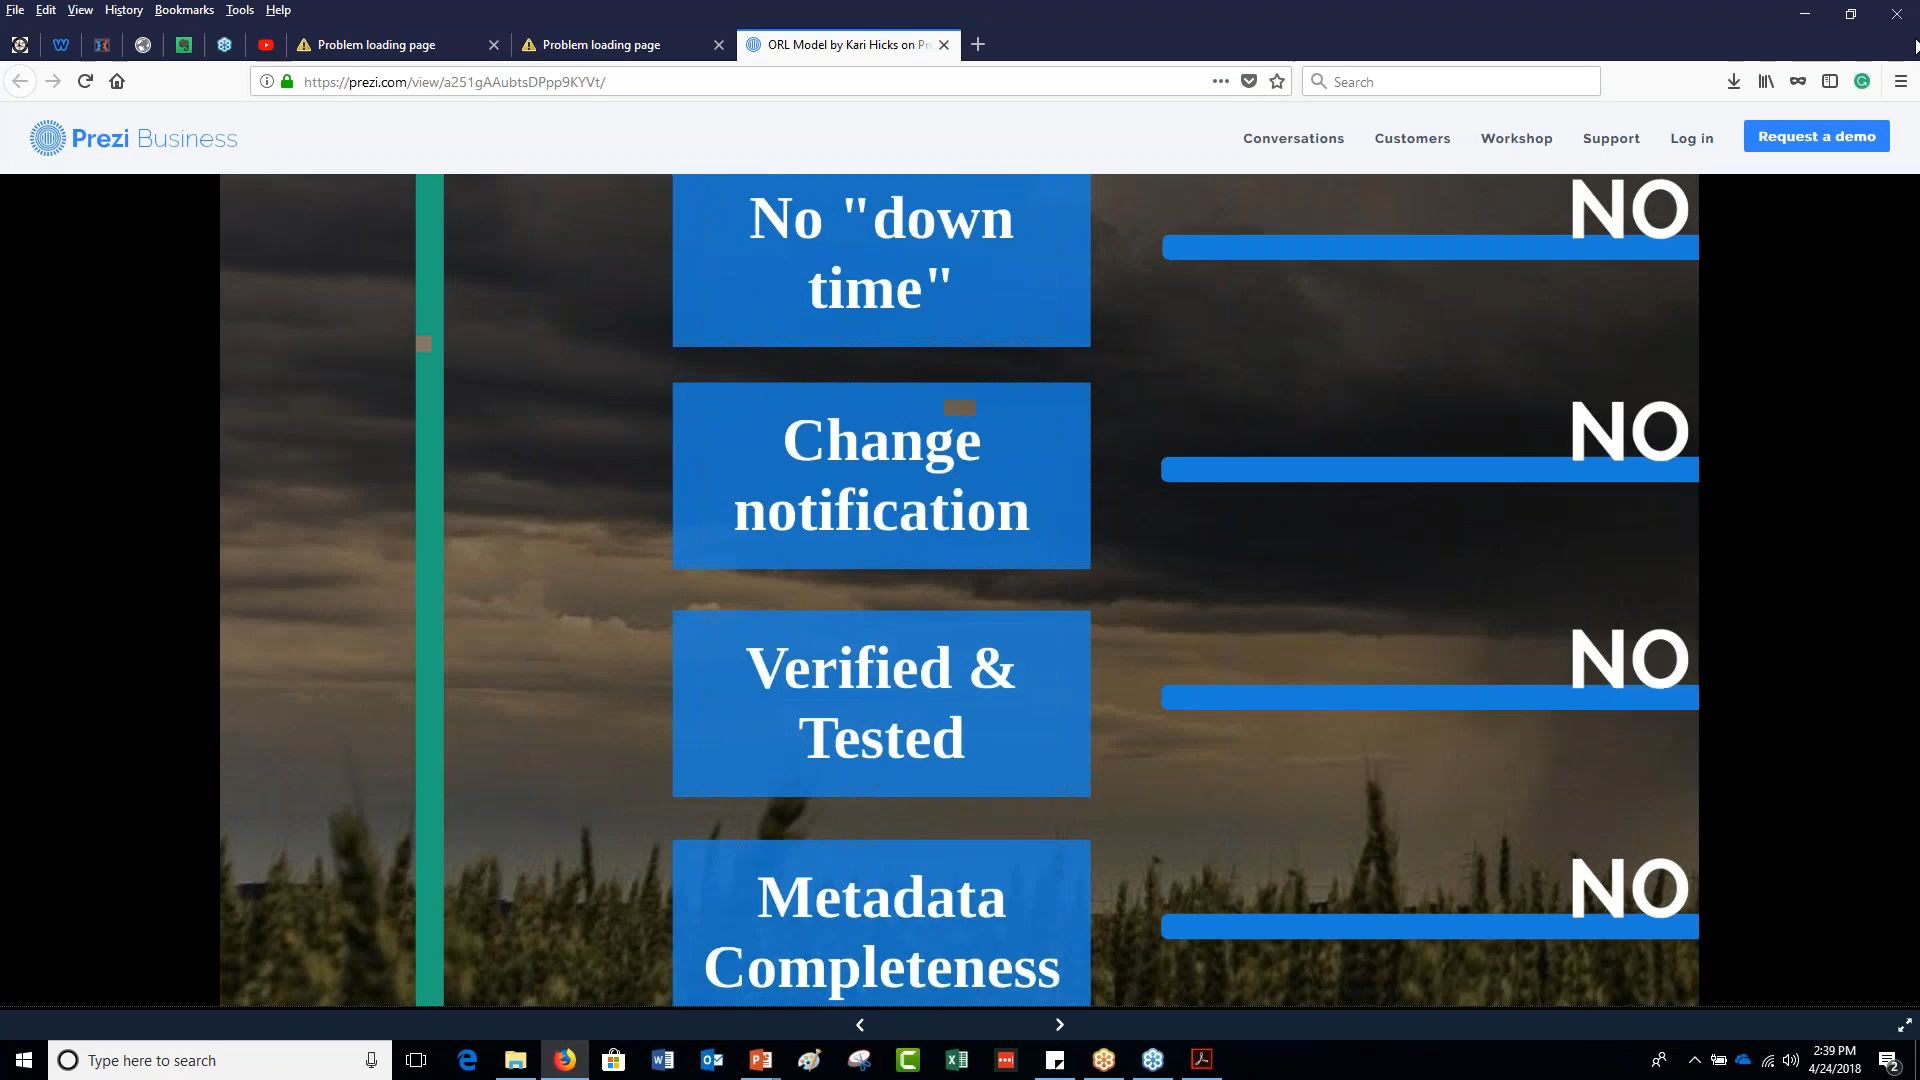 File Edit View History Bookmarks Tools Help
Problem loading page
Problem loading page
ORL Model by Kari Hicks on Pre
https://prezi.com/view/a251gAAubtsDPpp9KYVt/
Search
Prezi Business
Conversations
Customers
Workshop
Support
Log in
Request a demo
No "down
time"
NO
Change
notification
NO
Verified &
Tested
NO
Metadata
Completeness
NO
Type here to search
2:39 PM
4/24/2018
2